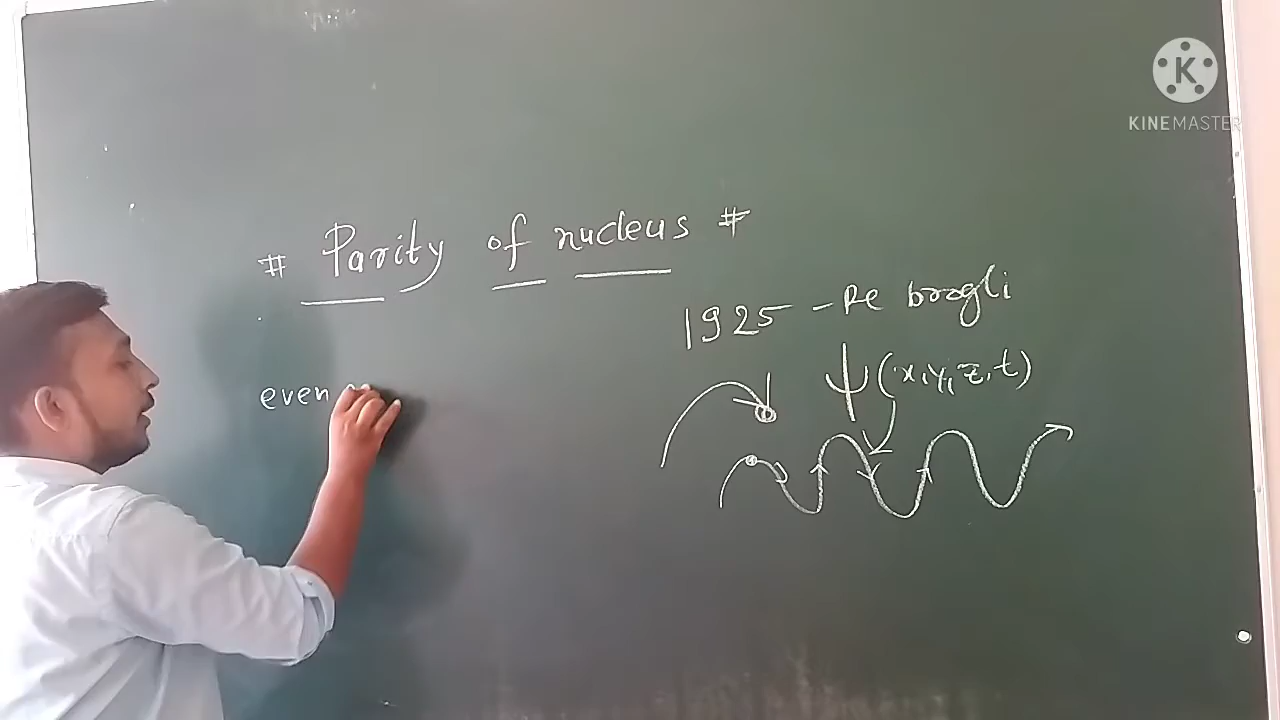 # Parity of nucleus #
1925 - De brogli
ψ(x,y,z,t)
even
K
KINEMASTER